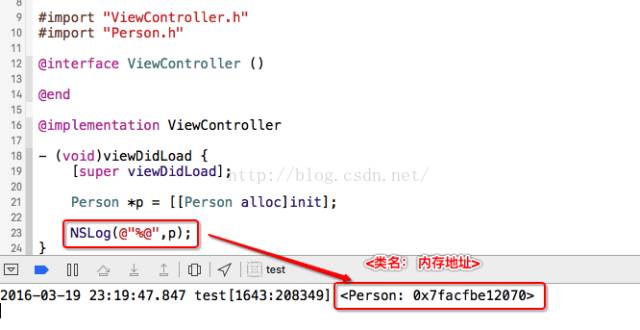 8
9 #import "ViewController.h"
10 #import "Person.h"
11
12 @interface ViewController ()
13
14 @end
15
16 @implementation ViewController
17
18 - (void)viewDidLoad {
19 [super viewDidLoad];
http://blog.csdn.net/
20
21 Person *p = [[Person alloc]init];
22
23 NSLog(@"%@",p);
24 }
<类名：内存地址>
test
2016-03-19 23:19:47.847 test[1643:208349] <Person: 0x7facfbe12070>